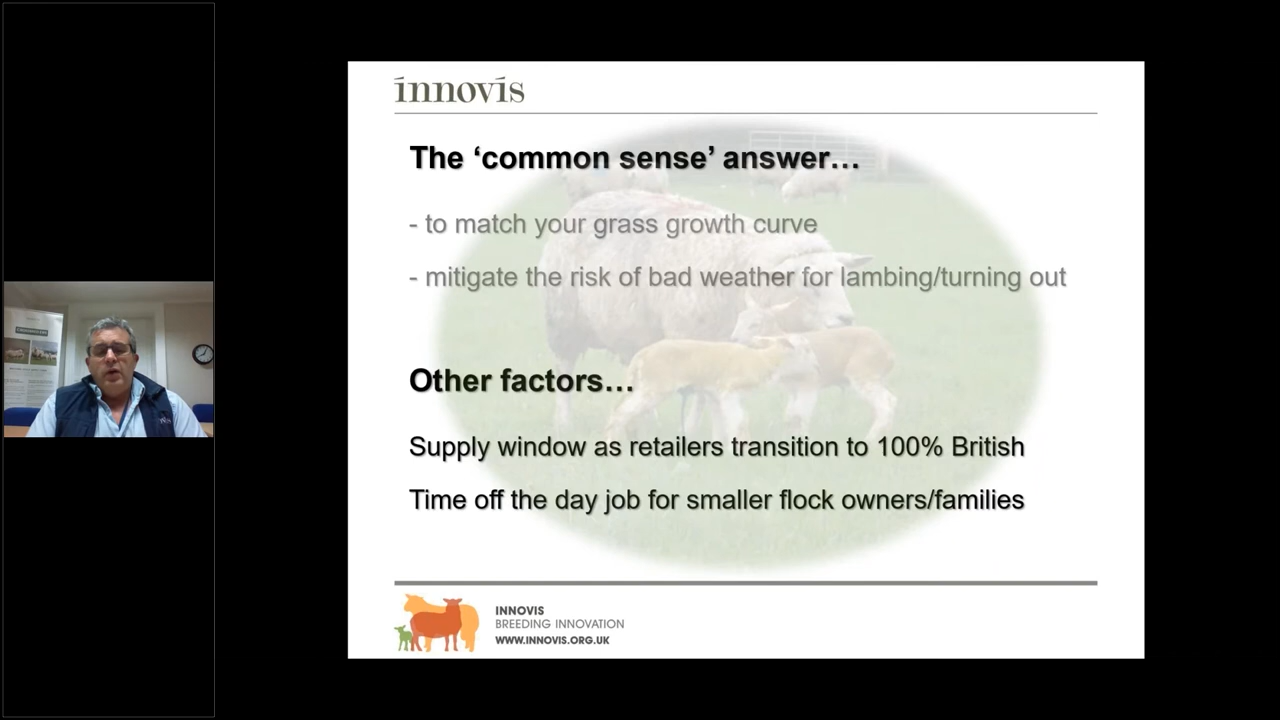 innovis
The ‘common sense’ answer…
- to match your grass growth curve
- mitigate the risk of bad weather for lambing/turning out
Other factors…
Supply window as retailers transition to 100% British
Time off the day job for smaller flock owners/families
INNOVIS
BREEDING INNOVATION
WWW.INNOVIS.ORG.UK